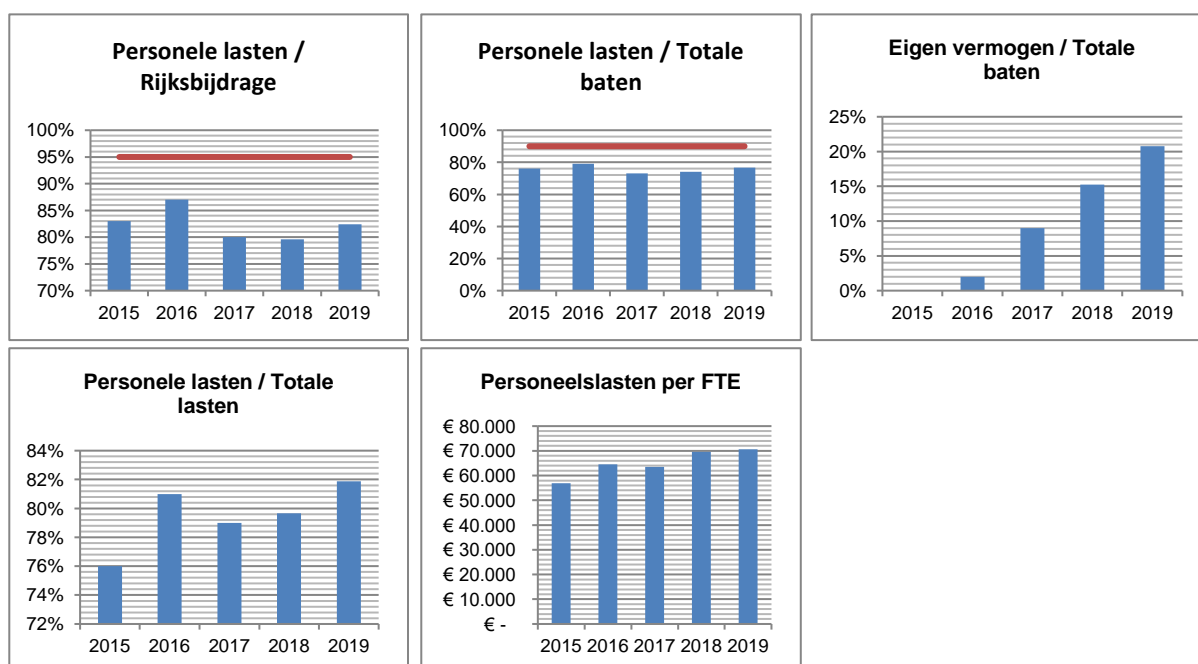 Personele lasten /
Rijksbijdrage
100%
95%
90%
85%
80%
75%
70%
2015 2016 2017 2018 2019
Personele lasten / Totale
baten
100%
80%
60%
40%
20%
0%
2015 2016 2017 2018 2019
Eigen vermogen / Totale
baten
25%
20%
15%
10%
5%
0%
2015 2016 2017 2018 2019
Personele lasten / Totale
lasten
84%
82%
80%
78%
76%
74%
72%
2015 2016 2017 2018 2019
Personeelslasten per FTE
€ 80.000
€ 70.000
€ 60.000
€ 50.000
€ 40.000
€ 30.000
€ 20.000
€ 10.000
€ -
2015 2016 2017 2018 2019